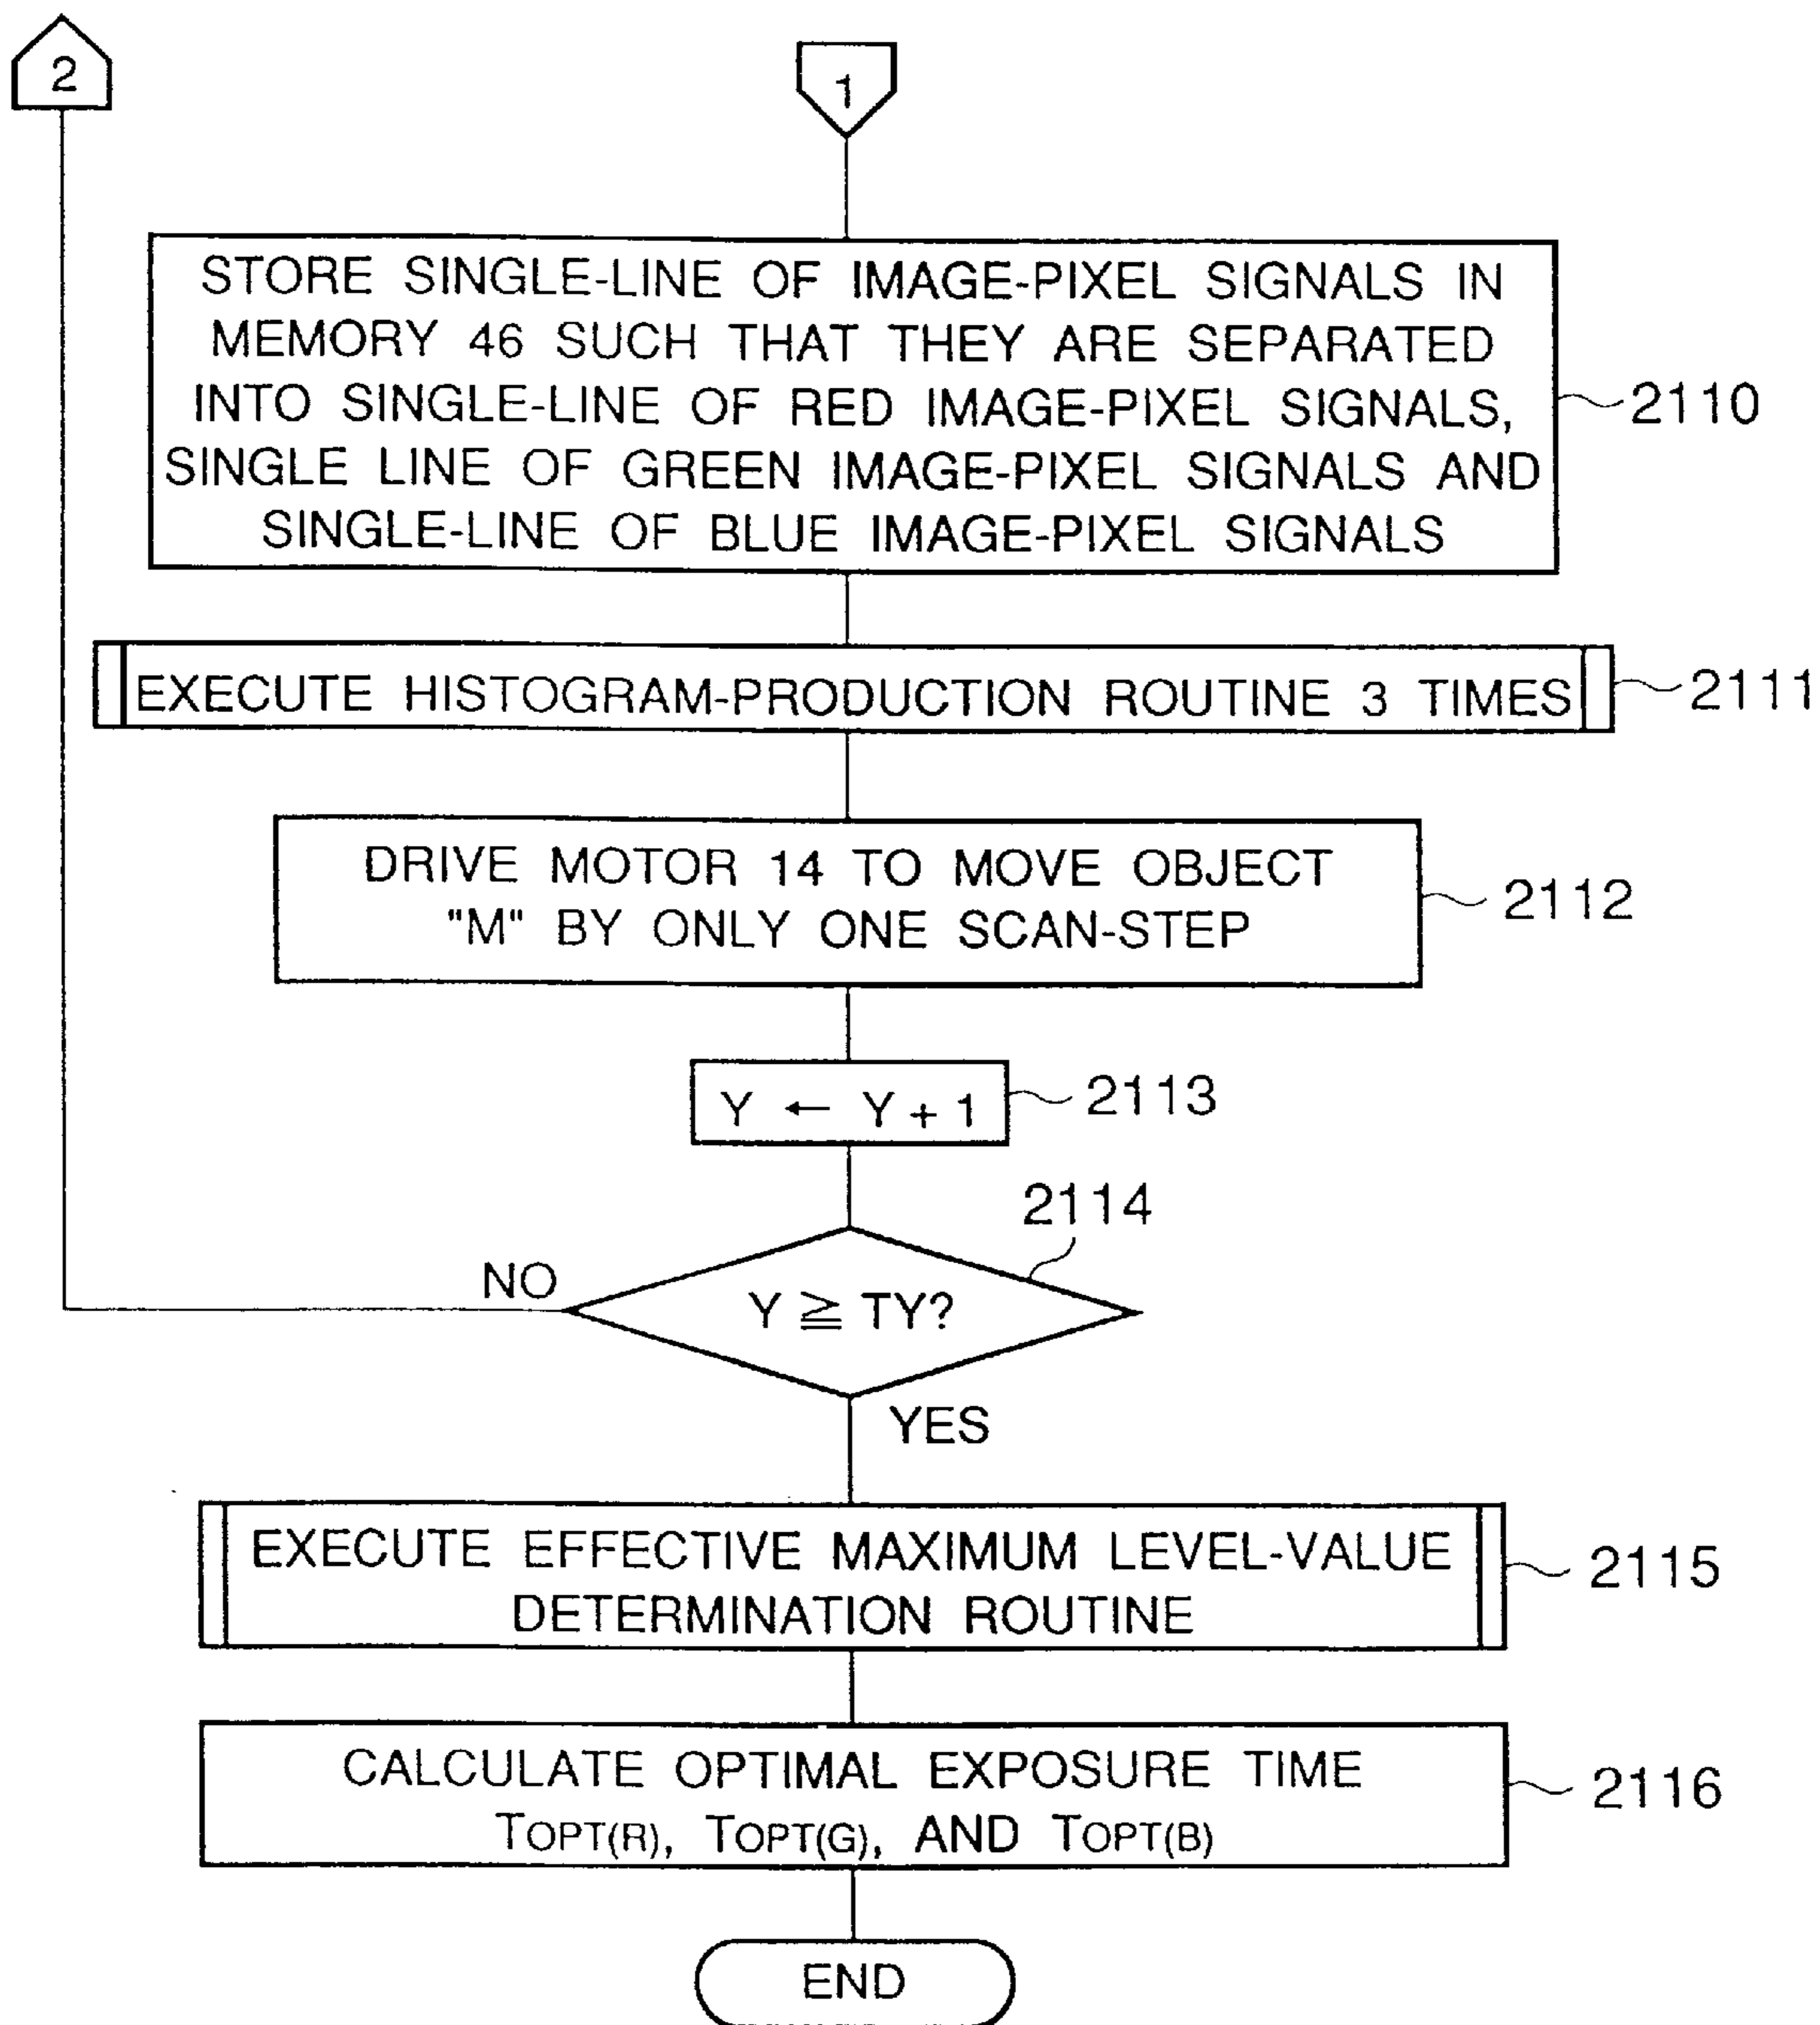 2
1
STORE SINGLE-LINE OF IMAGE-PIXEL SIGNALS IN
MEMORY 46 SUCH THAT THEY ARE SEPARATED
INTO SINGLE-LINE OF RED IMAGE-PIXEL SIGNALS,
SINGLE LINE OF GREEN IMAGE-PIXEL SIGNALS AND
SINGLE-LINE OF BLUE IMAGE-PIXEL SIGNALS
2110
EXECUTE HISTOGRAM-PRODUCTION ROUTINE 3 TIMES
2111
DRIVE MOTOR 14 TO MOVE OBJECT
"M" BY ONLY ONE SCAN-STEP
2112
Y ← Y + 1
2113
2114
NO
Y ≧ TY?
YES
EXECUTE EFFECTIVE MAXIMUM LEVEL-VALUE
DETERMINATION ROUTINE
2115
CALCULATE OPTIMAL EXPOSURE TIME
TOPT(R), TOPT(G), AND TOPT(B)
2116
END